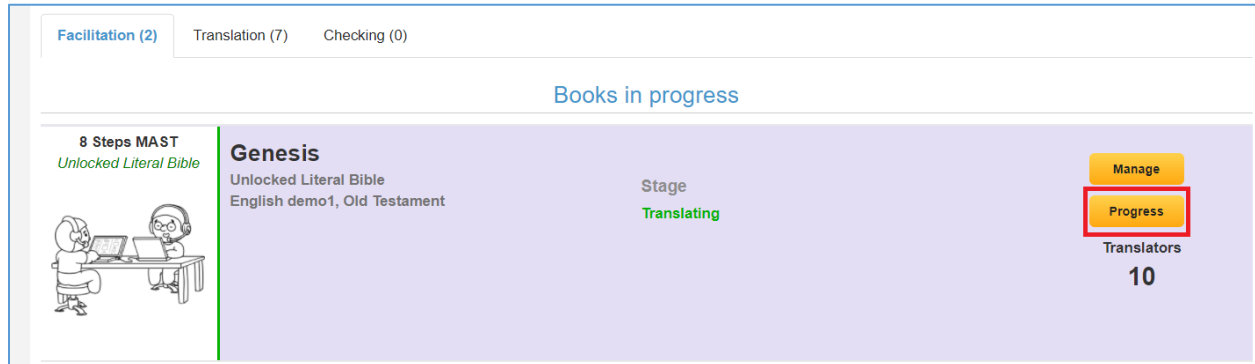 Facilitation (2) Translation (7) Checking (0)
Books in progress
8 Steps MAST
Unlocked Literal Bible
Genesis
Unlocked Literal Bible
English demo1, Old Testament
Stage
Translating
Manage
Progress
Translators
10